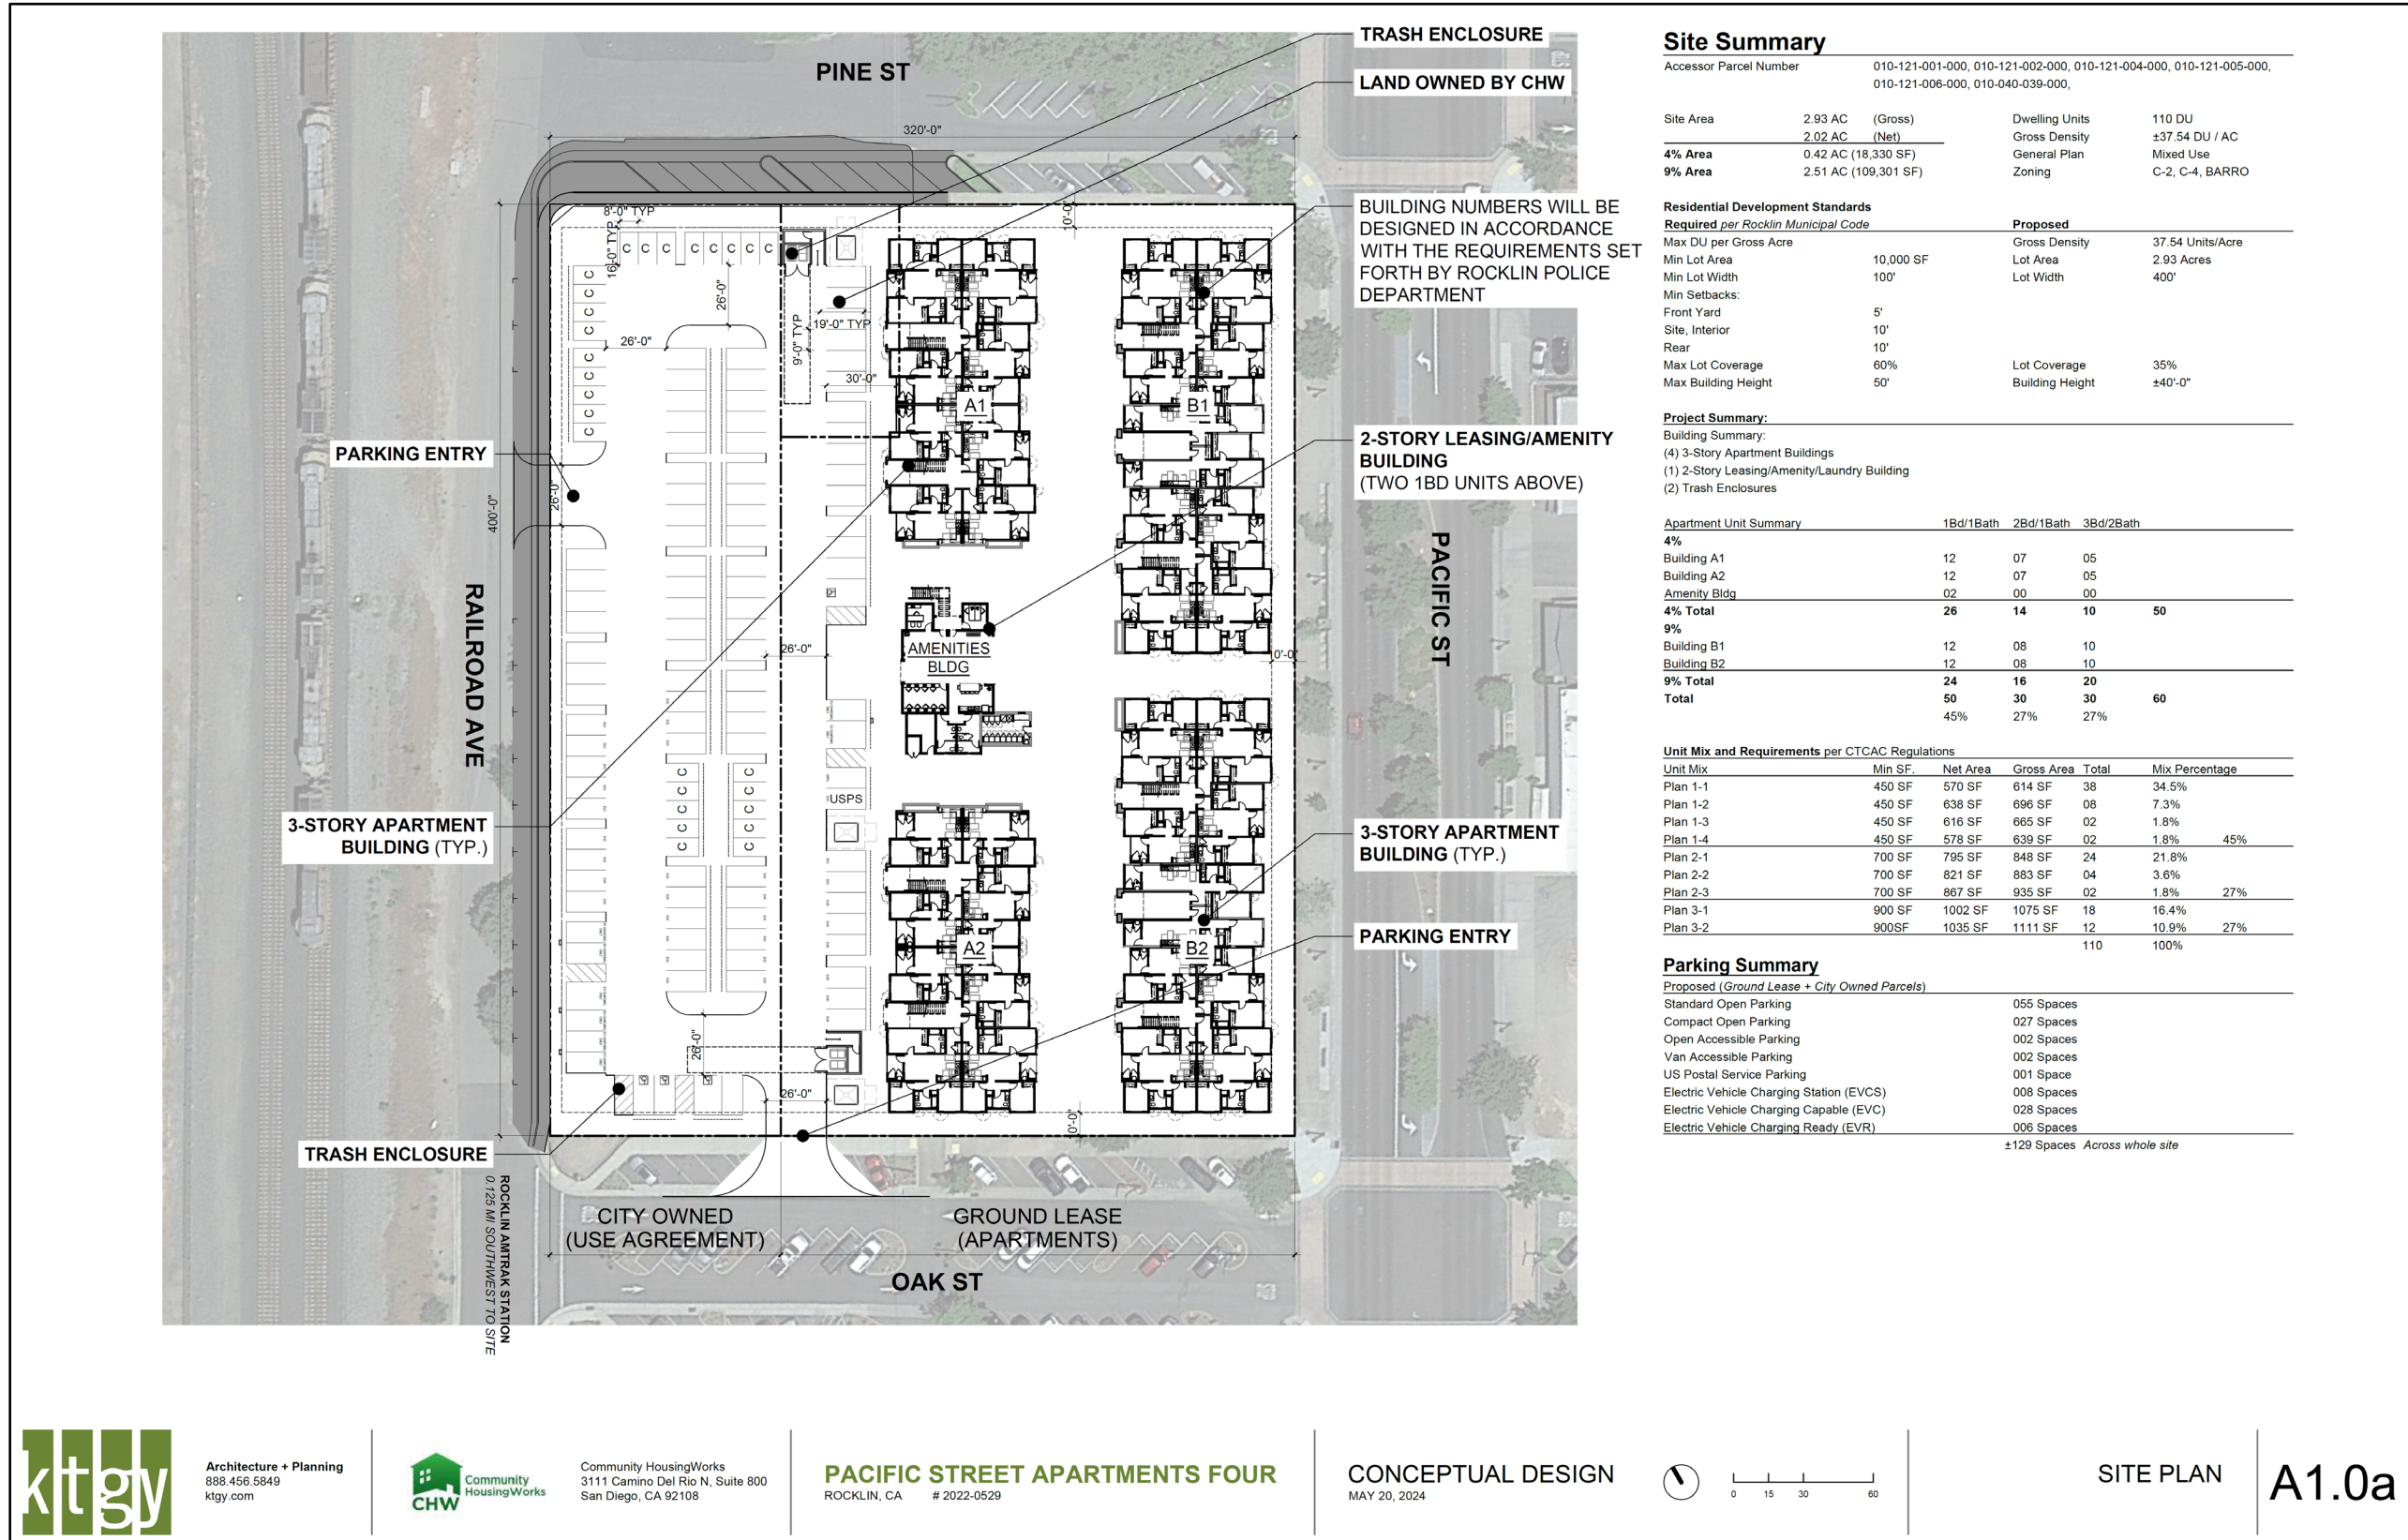 PINE ST
320'-0"
TRASH ENCLOSURE
LAND OWNED BY CHW
BUILDING NUMBERS WILL BE
DESIGNED IN ACCORDANCE
WITH THE REQUIREMENTS SET
FORTH BY ROCKLIN POLICE
DEPARTMENT
8'-0" TYP
16'-0" TYP
10'-0"
C C C C C C C C
C C C C
C C C C C
26'-0"
26'-0"
19'-0" TYP
9'-0" TYP
30'-0"
A1
B1
PARKING ENTRY
26'-0"
400'-0"
2-STORY LEASING/AMENITY
BUILDING
(TWO 1BD UNITS ABOVE)
RAILROAD AVE
PACIFIC ST
26'-0"
AMENITIES
BLDG
0'-0"
C C C C C
C C C C C
USPS
3-STORY APARTMENT
BUILDING (TYP.)
3-STORY APARTMENT
BUILDING (TYP.)
A2
B2
PARKING ENTRY
26'-0"
26'-0"
0'-0"
TRASH ENCLOSURE
ROCKLIN AMTRAK STATION
0.125 MI SOUTHWEST TO SITE
CITY OWNED
(USE AGREEMENT)
GROUND LEASE
(APARTMENTS)
OAK ST
Site Summary
Accessor Parcel Number 010-121-001-000, 010-121-002-000, 010-121-004-000, 010-121-005-000,
010-121-006-000, 010-040-039-000,
Site Area 2.93 AC (Gross) Dwelling Units 110 DU
2.02 AC (Net) Gross Density ±37.54 DU / AC
4% Area 0.42 AC (18,330 SF) General Plan Mixed Use
9% Area 2.51 AC (109,301 SF) Zoning C-2, C-4, BARRO
Residential Development Standards
Required per Rocklin Municipal Code Proposed
Max DU per Gross Acre Gross Density 37.54 Units/Acre
Min Lot Area 10,000 SF Lot Area 2.93 Acres
Min Lot Width 100' Lot Width 400'
Min Setbacks:
Front Yard 5'
Site, Interior 10'
Rear 10'
Max Lot Coverage 60% Lot Coverage 35%
Max Building Height 50' Building Height ±40'-0"
Project Summary:
Building Summary:
(4) 3-Story Apartment Buildings
(1) 2-Story Leasing/Amenity/Laundry Building
(2) Trash Enclosures
Apartment Unit Summary 1Bd/1Bath 2Bd/1Bath 3Bd/2Bath
4%
Building A1 12 07 05
Building A2 12 07 05
Amenity Bldg 02 00 00
4% Total 26 14 10 50
9%
Building B1 12 08 10
Building B2 12 08 10
9% Total 24 16 20
Total 50 30 30 60
45% 27% 27%
Unit Mix and Requirements per CTCAC Regulations
Unit Mix Min SF. Net Area Gross Area Total Mix Percentage
Plan 1-1 450 SF 570 SF 614 SF 38 34.5%
Plan 1-2 450 SF 638 SF 696 SF 08 7.3%
Plan 1-3 450 SF 616 SF 665 SF 02 1.8%
Plan 1-4 450 SF 578 SF 639 SF 02 1.8% 45%
Plan 2-1 700 SF 795 SF 848 SF 24 21.8%
Plan 2-2 700 SF 821 SF 883 SF 04 3.6%
Plan 2-3 700 SF 867 SF 935 SF 02 1.8% 27%
Plan 3-1 900 SF 1002 SF 1075 SF 18 16.4%
Plan 3-2 900SF 1035 SF 1111 SF 12 10.9% 27%
110 100%
Parking Summary
Proposed (Ground Lease + City Owned Parcels)
Standard Open Parking 055 Spaces
Compact Open Parking 027 Spaces
Open Accessible Parking 002 Spaces
Van Accessible Parking 002 Spaces
US Postal Service Parking 001 Space
Electric Vehicle Charging Station (EVCS) 008 Spaces
Electric Vehicle Charging Capable (EVC) 028 Spaces
Electric Vehicle Charging Ready (EVR) 006 Spaces
±129 Spaces Across whole site
ktgy
Architecture + Planning
888.456.5849
ktgy.com
Community
HousingWorks
CHW
Community HousingWorks
3111 Camino Del Rio N, Suite 800
San Diego, CA 92108
PACIFIC STREET APARTMENTS FOUR
ROCKLIN, CA # 2022-0529
CONCEPTUAL DESIGN
MAY 20, 2024
0 15 30 60
SITE PLAN
A1.0a